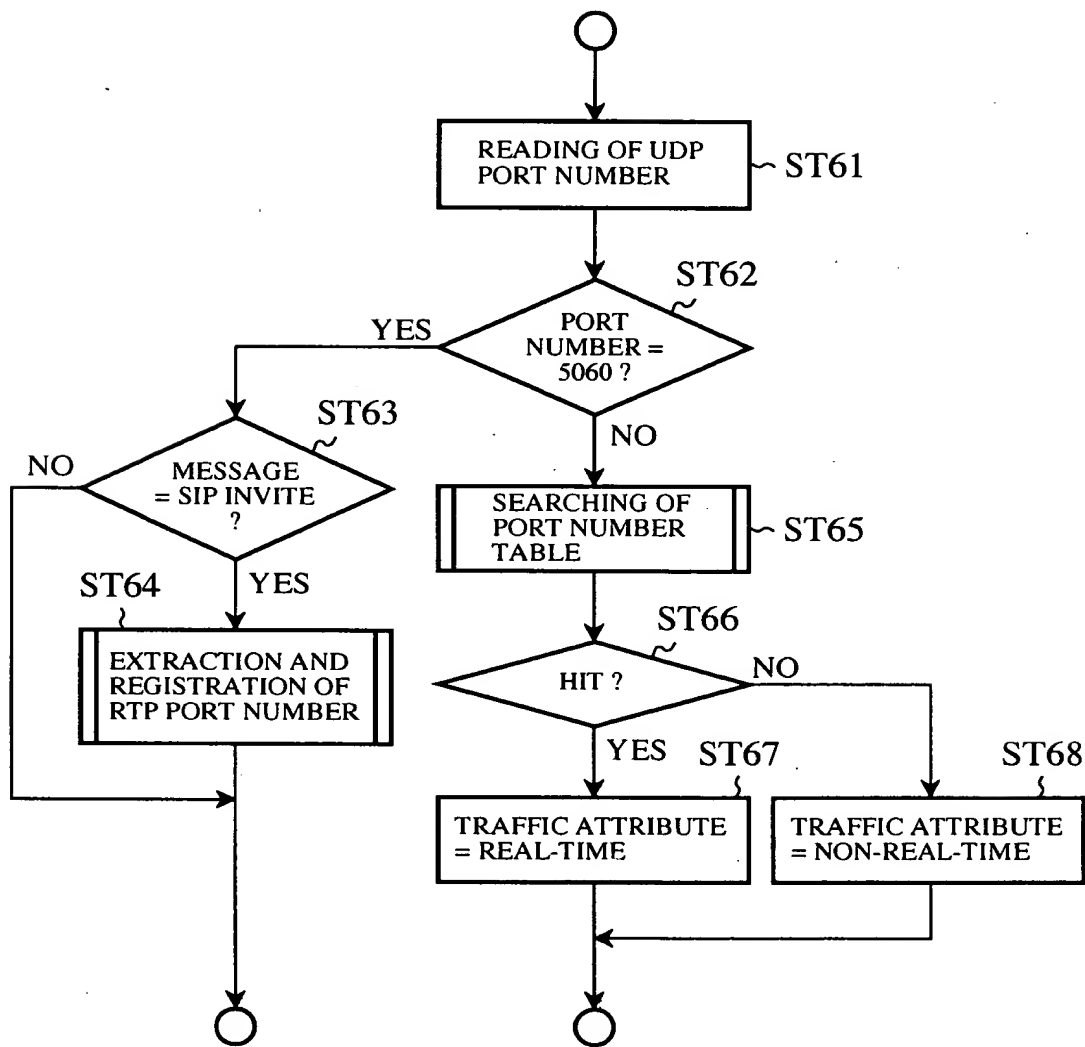 READING OF UDP
PORT NUMBER
ST61
ST62
PORT
NUMBER =
5060 ?
YES
NO
ST63
MESSAGE
= SIP INVITE
?
NO
YES
ST64
EXTRACTION AND
REGISTRATION OF
RTP PORT NUMBER
SEARCHING OF
PORT NUMBER
TABLE
ST65
ST66
HIT ?
NO
YES
ST67
TRAFFIC ATTRIBUTE
= REAL-TIME
ST68
TRAFFIC ATTRIBUTE
= NON-REAL-TIME